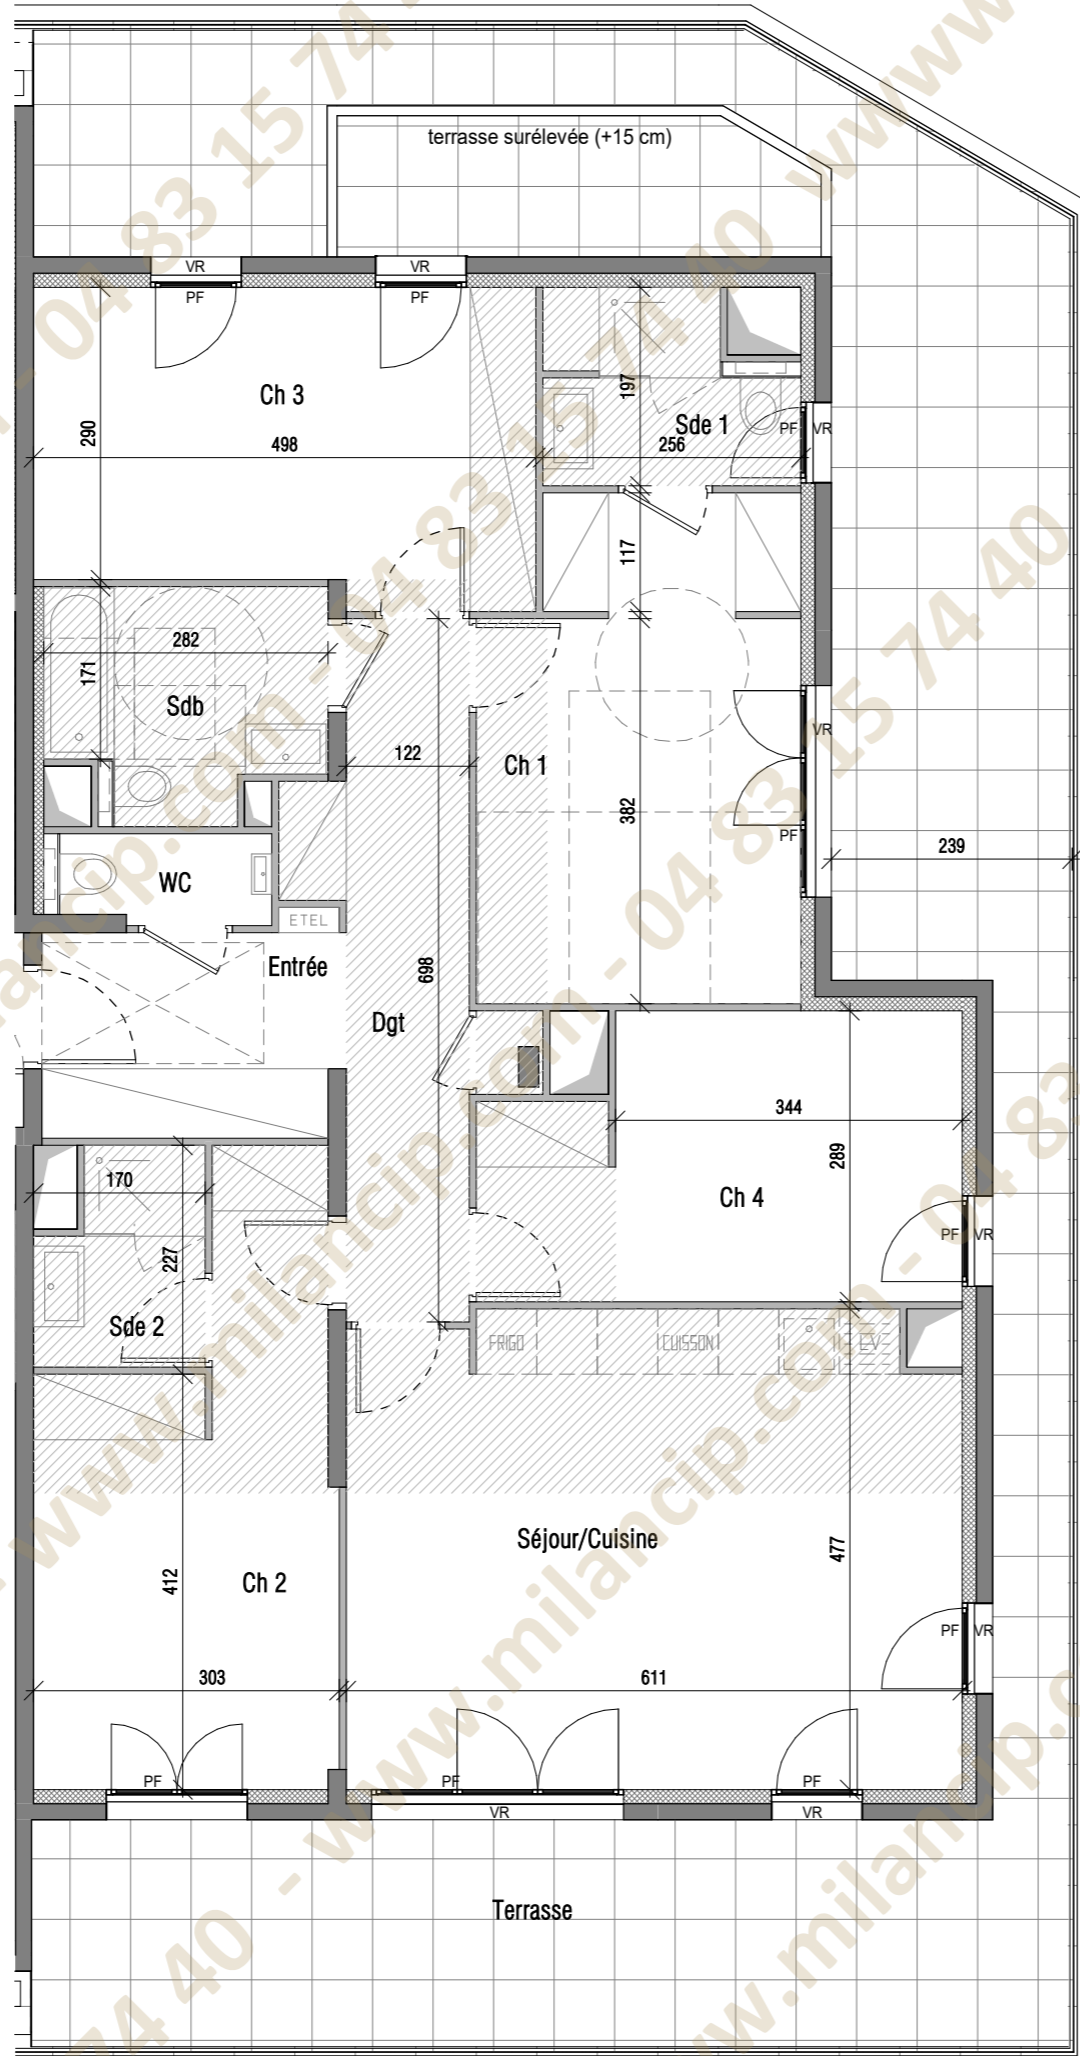 terrasse surélevée (+15 cm)
VR
VR
PF
PF
Ch 3
290
498
197
Sde 1
256
PF
VR
117
282
171
Sdb
122
Ch 1
VR
382
PF
239
WC
ETEL
Entrée
698
Dgt
344
289
170
Ch 4
227
PF
VR
Sde 2
FRIGO
CUISSON
LV
Séjour/Cuisine
477
412
Ch 2
PF
VR
303
611
PF
PF
PF
VR
VR
Terrasse
www.milancip.com - 04 83 15 74 40